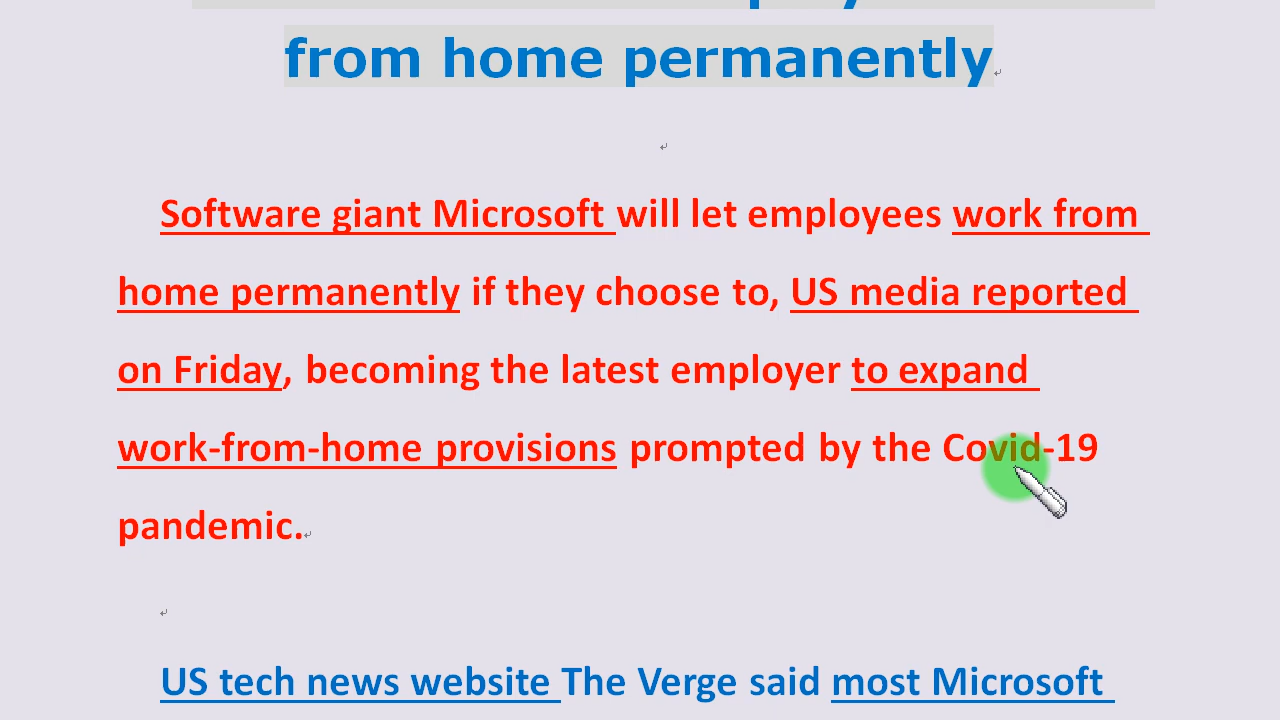 from home permanently
Software giant Microsoft will let employees work from
home permanently if they choose to, US media reported
on Friday, becoming the latest employer to expand
work-from-home provisions prompted by the Covid-19
pandemic.
US tech news website The Verge said most Microsoft